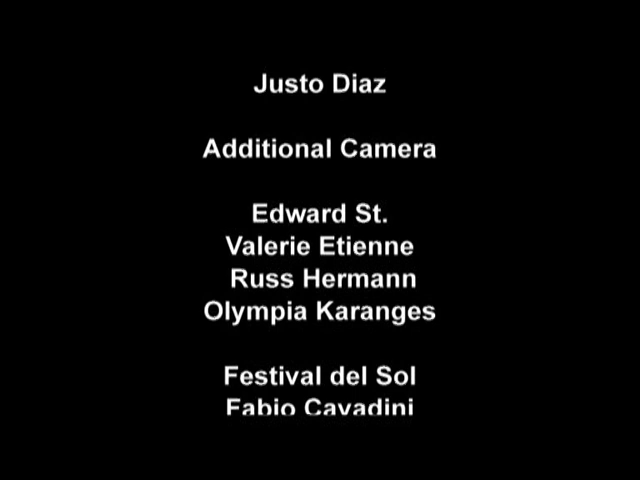 Justo Diaz
Additional Camera
Edward St.
Valerie Etienne
Russ Hermann
Olympia Karanges
Festival del Sol
Fabio Cavadini